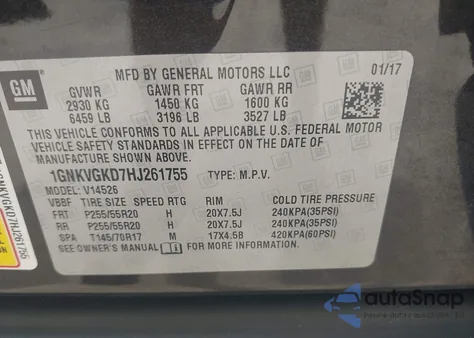 GM
MFD BY GENERAL MOTORS LLC
01/17
GVWR GAWR FRT GAWR RR
2930 KG 1450 KG 1600 KG
6459 LB 3196 LB 3527 LB
THIS VEHICLE CONFORMS TO ALL APPLICABLE U.S. FEDERAL MOTOR
VEHICLE SAFETY STANDARDS IN EFFECT ON THE DATE OF
MANUFACTURE SHOWN ABOVE.
1GNKVGKD7HJ261755 TYPE: M.P.V.
MODEL: V14526
VBBF TIRE SIZE SPEED RTG RIM COLD TIRE PRESSURE
FRT P255/55R20 H 20X7.5J 240KPA(35PSI)
RR P255/55R20 H 20X7.5J 240KPA(35PSI)
SPA T145/70R17 M 17X4.5B 420KPA(60PSI)
SEE OWNER'S MANUAL FOR ADDITIONAL INFORMATION.
1GNKVGKD7HJ261755
autoSnap